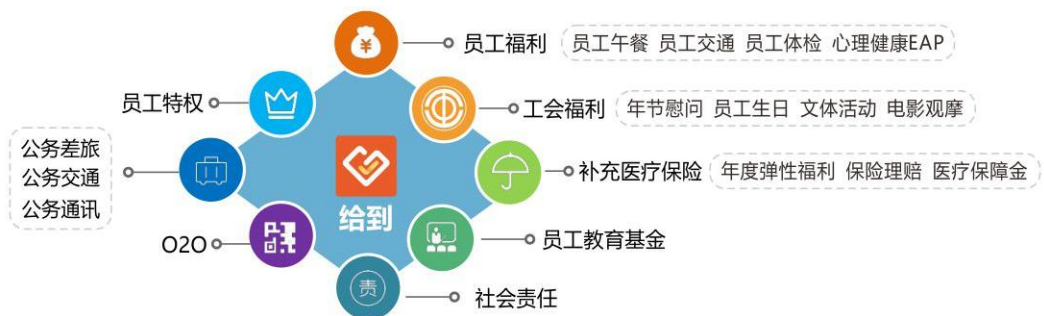 员工福利
员工午餐 员工交通 员工体检 心理健康EAP
员工特权
工会福利
年节慰问 员工生日 文体活动 电影观摩
公务差旅
公务交通
公务通讯
补充医疗保险
年度弹性福利 保险理赔 医疗保障金
给到
O2O
员工教育基金
责
社会责任